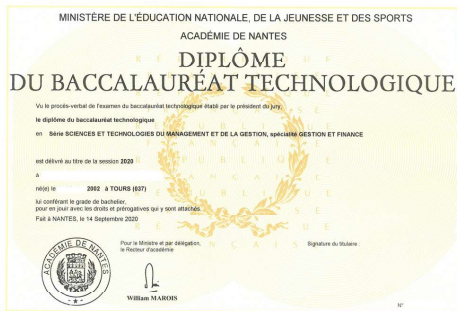 MINISTÈRE DE L'ÉDUCATION NATIONALE, DE LA JEUNESSE ET DES SPORTS
ACADÉMIE DE NANTES
DIPLÔME
DU BACCALAURÉAT TECHNOLOGIQUE
Vu le procès-verbal de l'examen du baccalauréat technologique établi par le président du jury,
le diplôme du baccalauréat technologique
en Série SCIENCES ET TECHNOLOGIES DU MANAGEMENT ET DE LA GESTION, spécialité GESTION ET FINANCE
est délivré au titre de la session 2020
à
né(e) le 2002 à TOURS (037)
lui conférant le grade de bachelier,
pour en jouir avec les droits et prérogatives qui y sont attachés.
Fait à NANTES, le 14 Septembre 2020
Pour le Ministre et par délégation,
le Recteur d'académie
Signature du titulaire :
ACADÉMIE DE NANTES
William MAROIS
N°